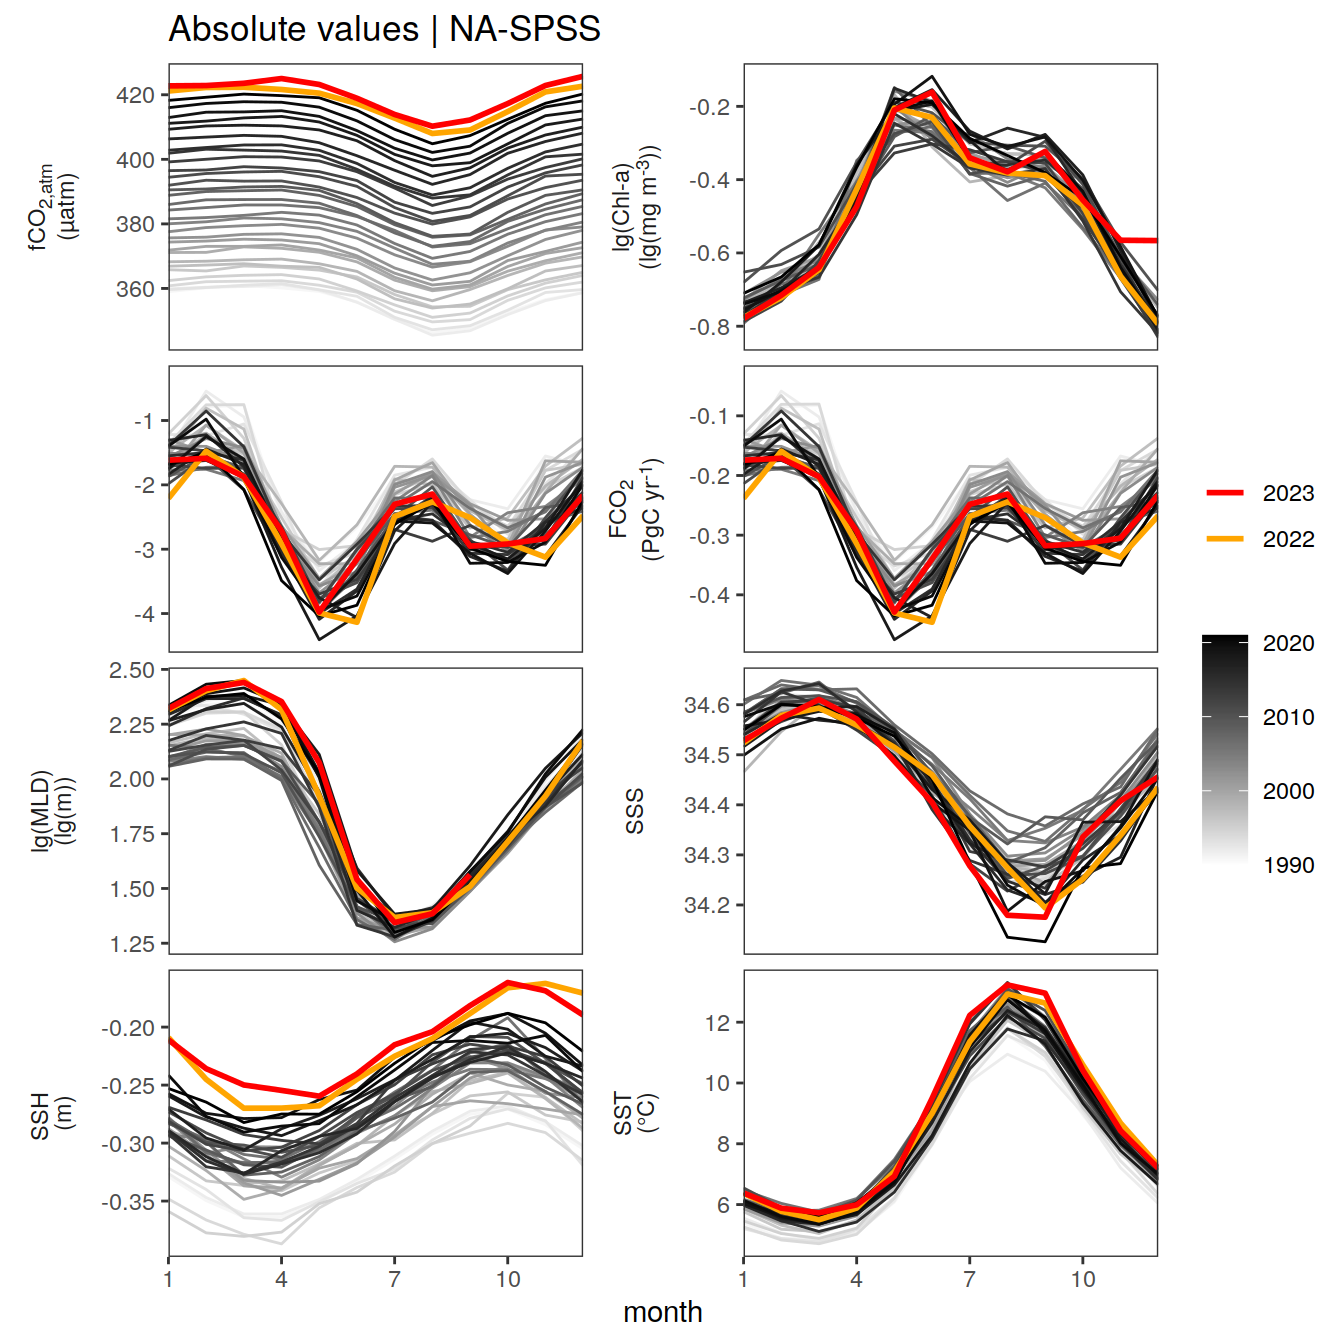 Absolute values | NA-SPSS
fCO2,atm
(µatm)
420
400
380
360
lg(Chl-a)
(lg(mg m-3))
-0.2
-0.4
-0.6
-0.8
-1
-2
-3
-4
FCO2
(PgC yr-1)
-0.1
-0.2
-0.3
-0.4
2023
2022
2020
2010
2000
1990
lg(MLD)
(lg(m))
2.50
2.25
2.00
1.75
1.50
1.25
SSS
34.6
34.5
34.4
34.3
34.2
SSH
(m)
-0.20
-0.25
-0.30
-0.35
SST
(°C)
12
10
8
6
1 4 7 10
1 4 7 10
month